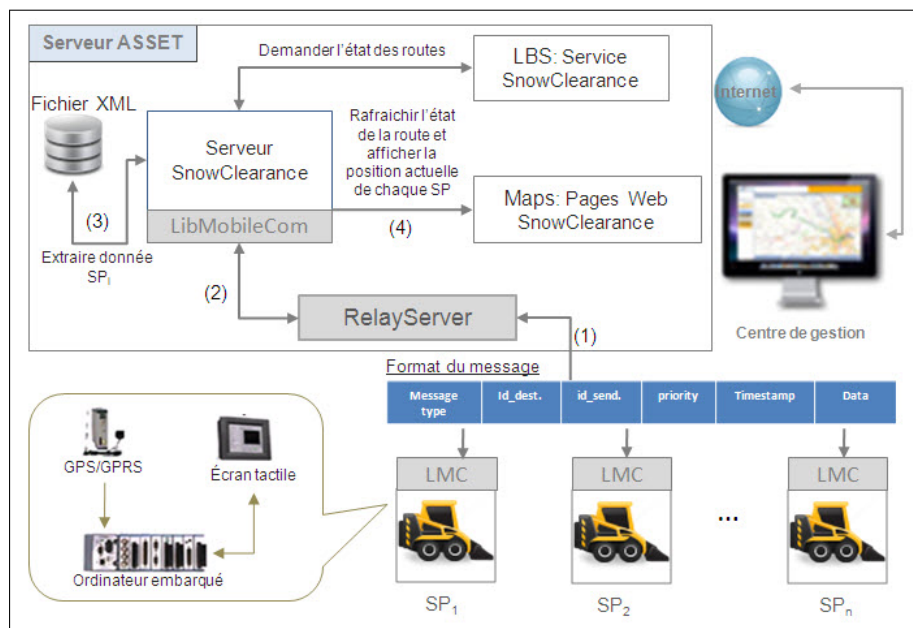 Serveur ASSET
Demander l'état des routes
LBS: Service
SnowClearance
Fichier XML
Serveur
SnowClearance
LibMobileCom
Rafraichir l'état
de la route et
afficher la
position actuelle
de chaque SP
(4)
Maps: Pages Web
SnowClearance
(3)
Extraire donnée
SPi
(2)
RelayServer
(1)
Internet
Centre de gestion
Format du message
Message
type
Id_dest.
id_send.
priority
Timestamp
Data
GPS/GPRS
Écran tactile
Ordinateur embarqué
LMC
LMC
LMC
...
SP1
SP2
SPn